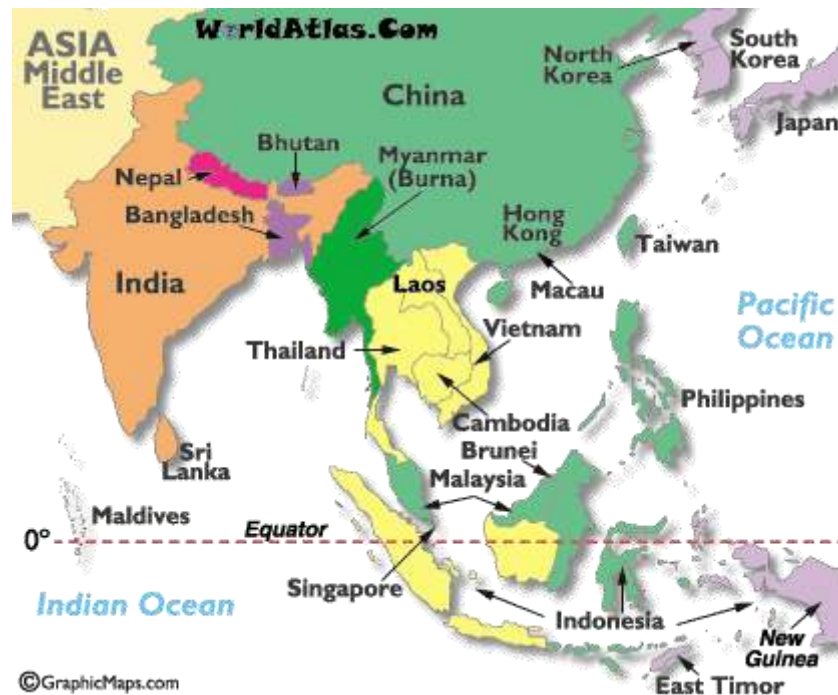 WorldAtlas.Com
ASIA
Middle
East
North
Korea
South
Korea
China
Japan
Bhutan
Nepal
Myanmar
(Burna)
Bangladesh
Hong
Kong
Taiwan
India
Laos
Macau
Pacific
Ocean
Vietnam
Thailand
Philippines
Cambodia
Brunei
Sri
Lanka
Malaysia
Maldives
Equator
0°
Singapore
Indian Ocean
Indonesia
New
Guinea
East Timor
©GraphicMaps.com